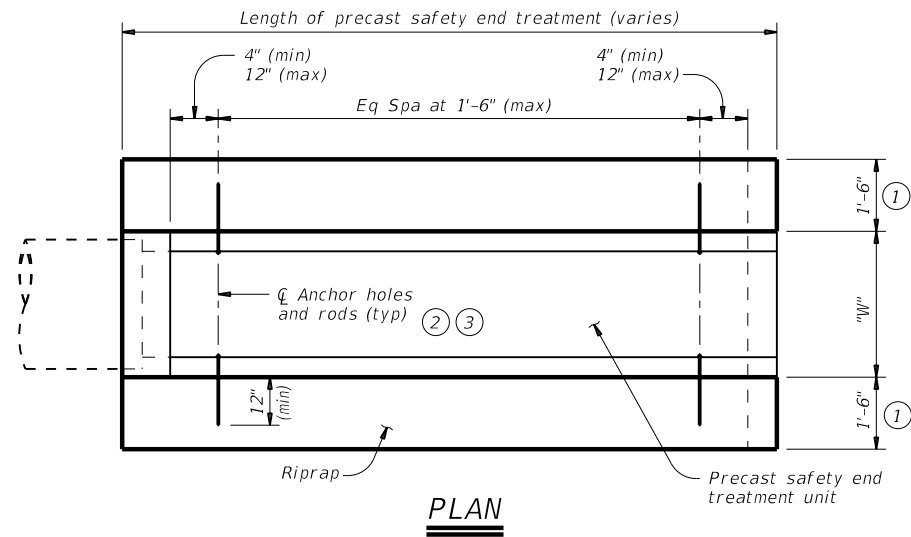 Length of precast safety end treatment (varies)
4" (min)
12" (max)
4" (min)
12" (max)
Eq Spa at 1'-6" (max)
1'-6"
1
℄ Anchor holes
and rods (typ)
2 3
"W"
12"
(min)
1'-6"
1
Riprap
Precast safety end
treatment unit
PLAN